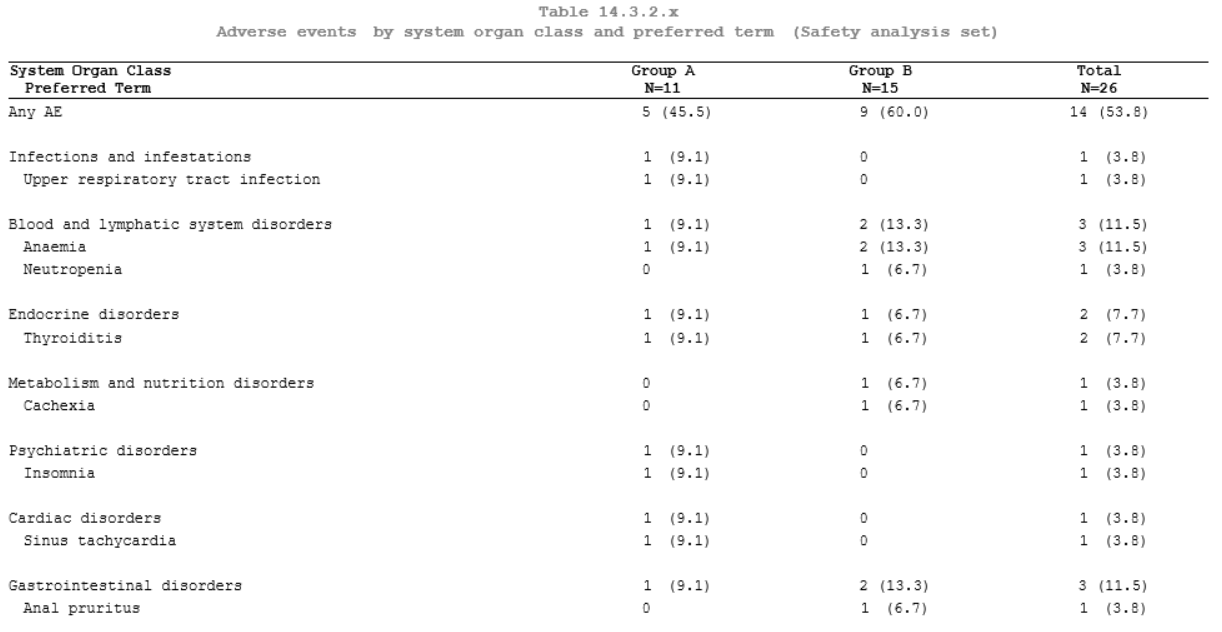 Table 14.3.2.x
Adverse events by system organ class and preferred term (Safety analysis set)
System Organ Class Group A Group B Total
Preferred Term N=11 N=15 N=26
Any AE 5 (45.5) 9 (60.0) 14 (53.8)
Infections and infestations 1 (9.1) 0 1 (3.8)
Upper respiratory tract infection 1 (9.1) 0 1 (3.8)
Blood and lymphatic system disorders 1 (9.1) 2 (13.3) 3 (11.5)
Anaemia 1 (9.1) 2 (13.3) 3 (11.5)
Neutropenia 0 1 (6.7) 1 (3.8)
Endocrine disorders 1 (9.1) 1 (6.7) 2 (7.7)
Thyroiditis 1 (9.1) 1 (6.7) 2 (7.7)
Metabolism and nutrition disorders 0 1 (6.7) 1 (3.8)
Cachexia 0 1 (6.7) 1 (3.8)
Psychiatric disorders 1 (9.1) 0 1 (3.8)
Insomnia 1 (9.1) 0 1 (3.8)
Cardiac disorders 1 (9.1) 0 1 (3.8)
Sinus tachycardia 1 (9.1) 0 1 (3.8)
Gastrointestinal disorders 1 (9.1) 2 (13.3) 3 (11.5)
Anal pruritus 0 1 (6.7) 1 (3.8)